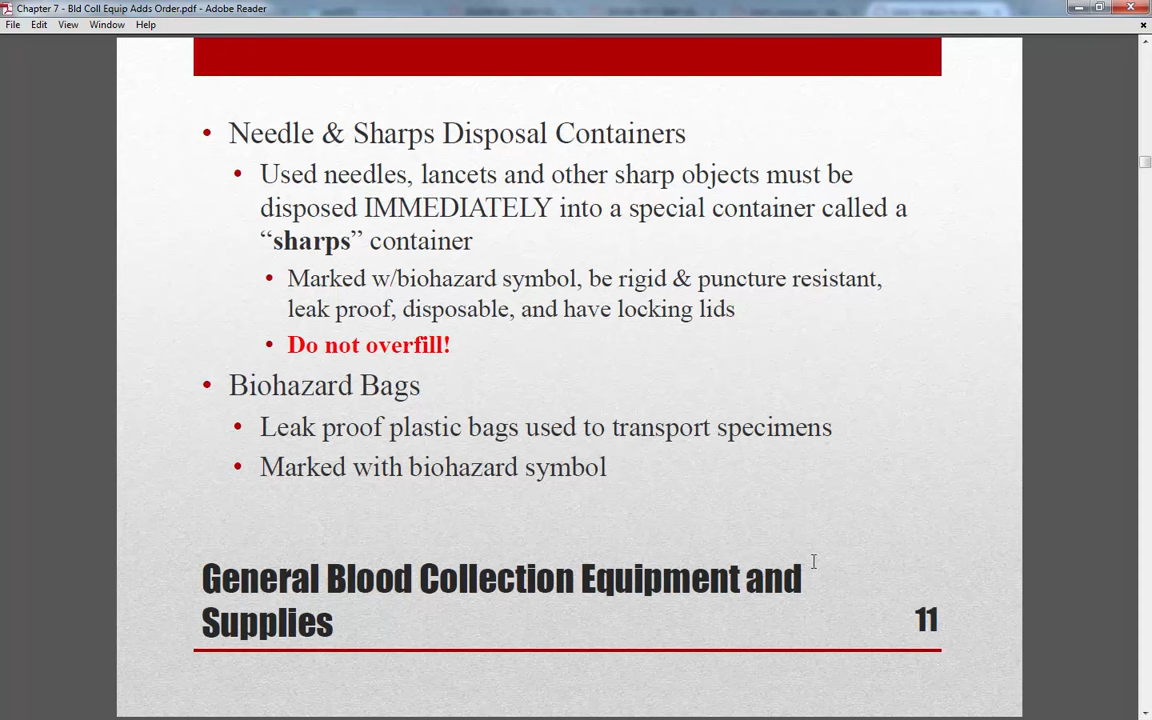 Chapter 7 - Bld Coll Equip Adds Order.pdf - Adobe Reader
File Edit View Window Help
• Needle & Sharps Disposal Containers
• Used needles, lancets and other sharp objects must be
disposed IMMEDIATELY into a special container called a
“sharps” container
• Marked w/biohazard symbol, be rigid & puncture resistant,
leak proof, disposable, and have locking lids
• Do not overfill!
• Biohazard Bags
• Leak proof plastic bags used to transport specimens
• Marked with biohazard symbol
General Blood Collection Equipment and
Supplies
11